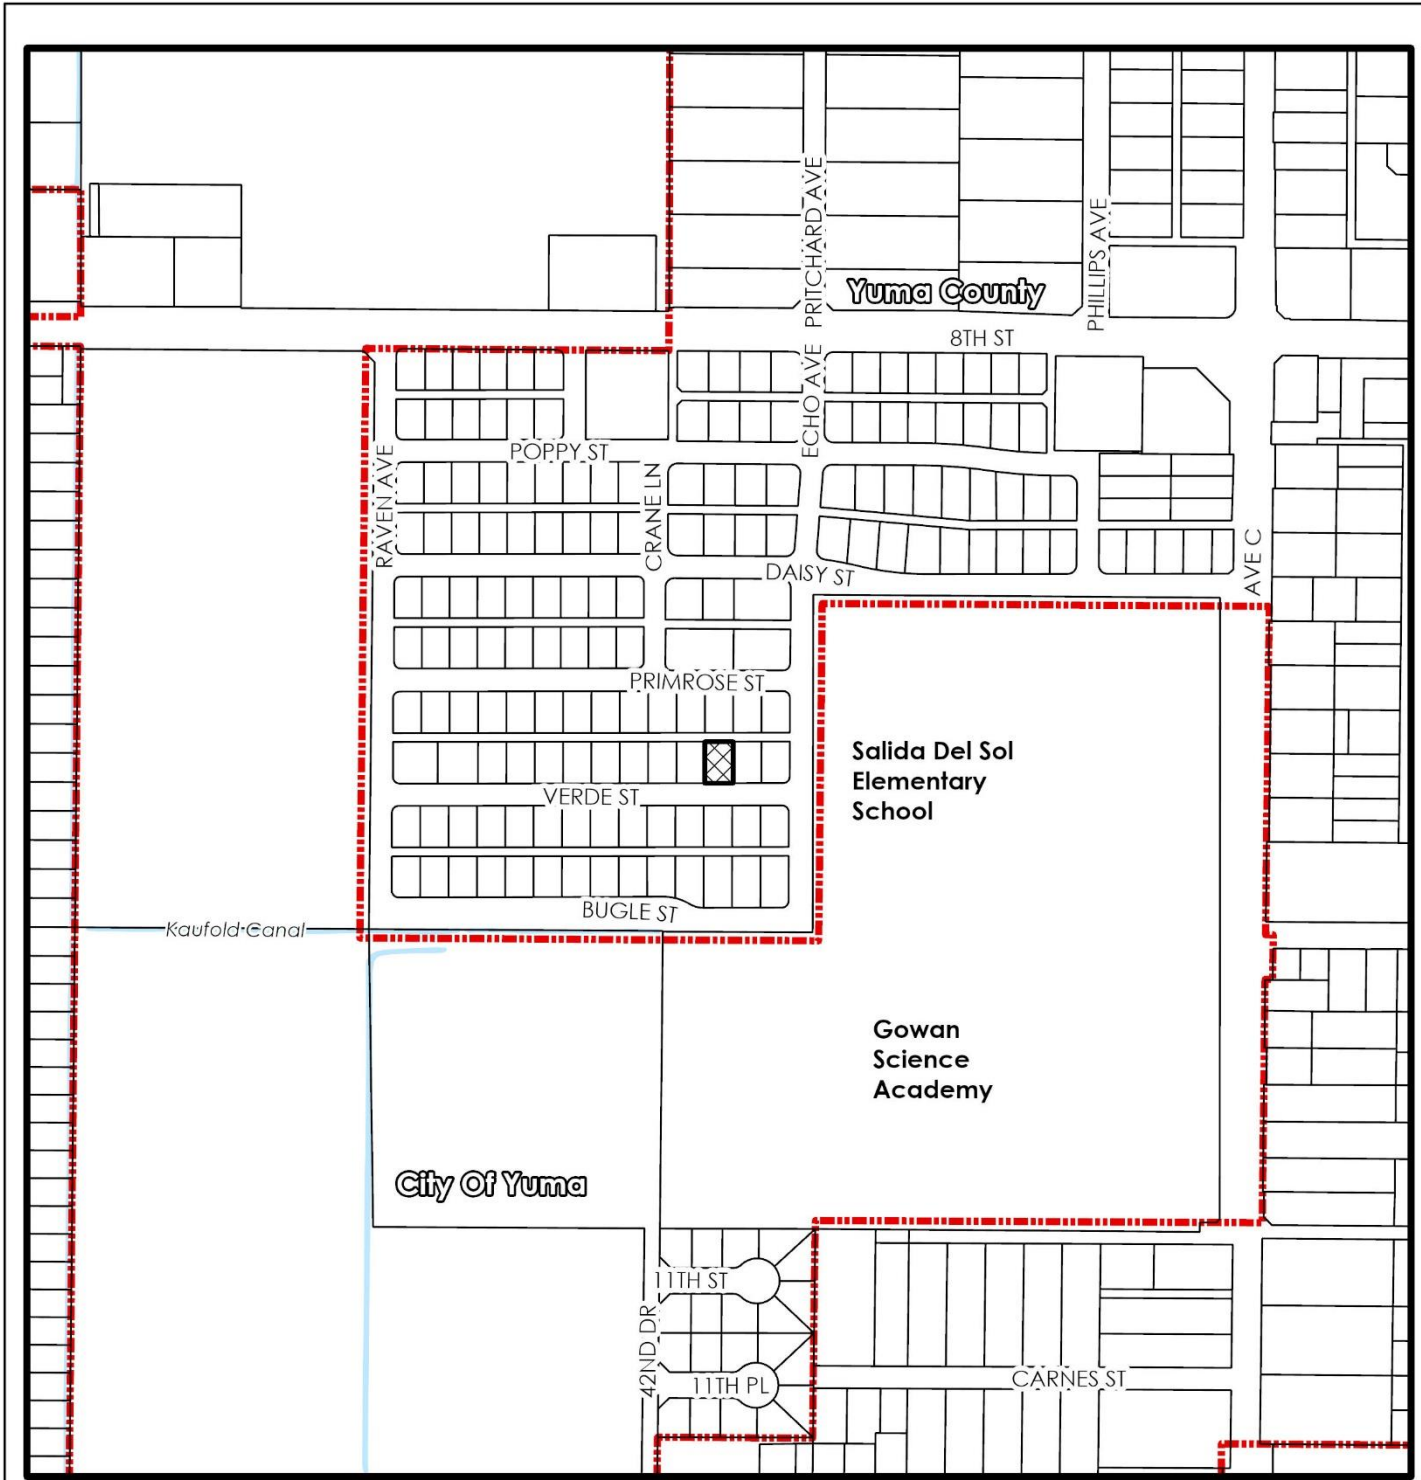 PRITCHARD AVE
PHILLIPS AVE
Yuma County
8TH ST
ECHO AVE
POPPY ST
RAVEN AVE
CRANE LN
DAISY ST
AVE C
PRIMROSE ST
Salida Del Sol
Elementary
School
VERDE ST
BUGLE ST
Kaufold Canal
Gowan
Science
Academy
City Of Yuma
11TH ST
42ND DR
11TH PL
CARNES ST